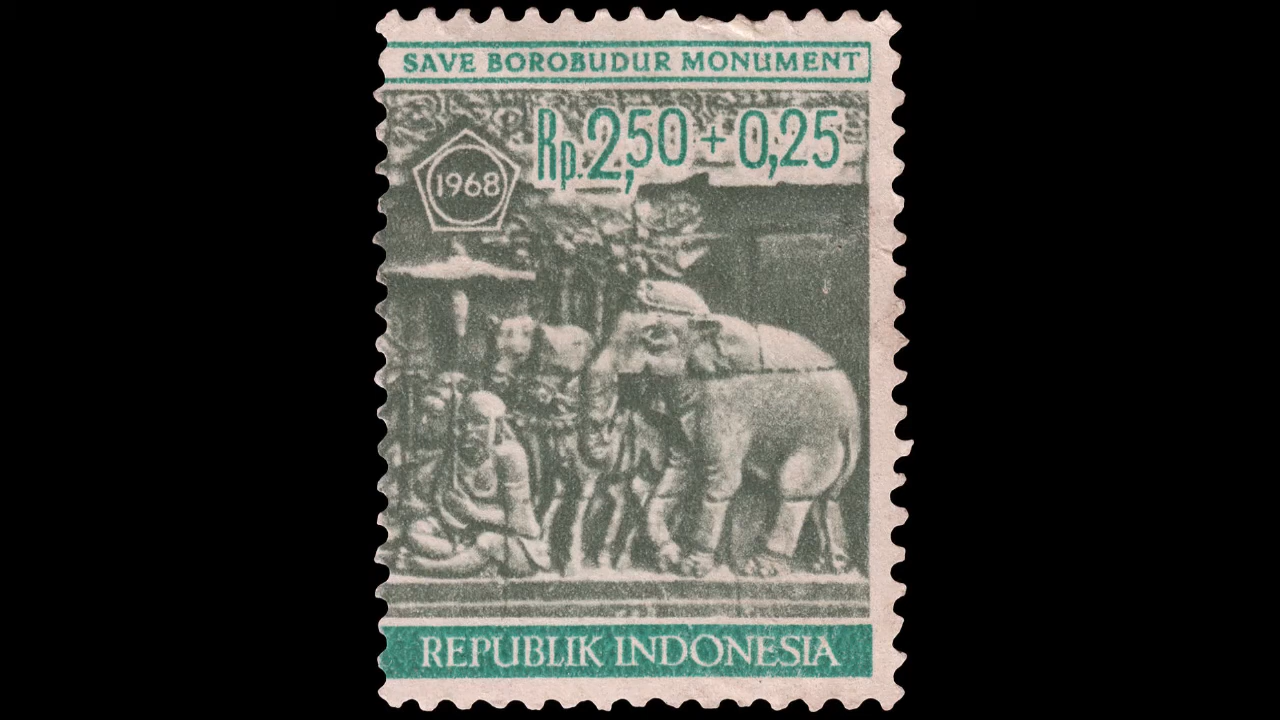 SAVE BOROBUDUR MONUMENT
Rp. 2,50 + 0,25
1968
REPUBLIK INDONESIA